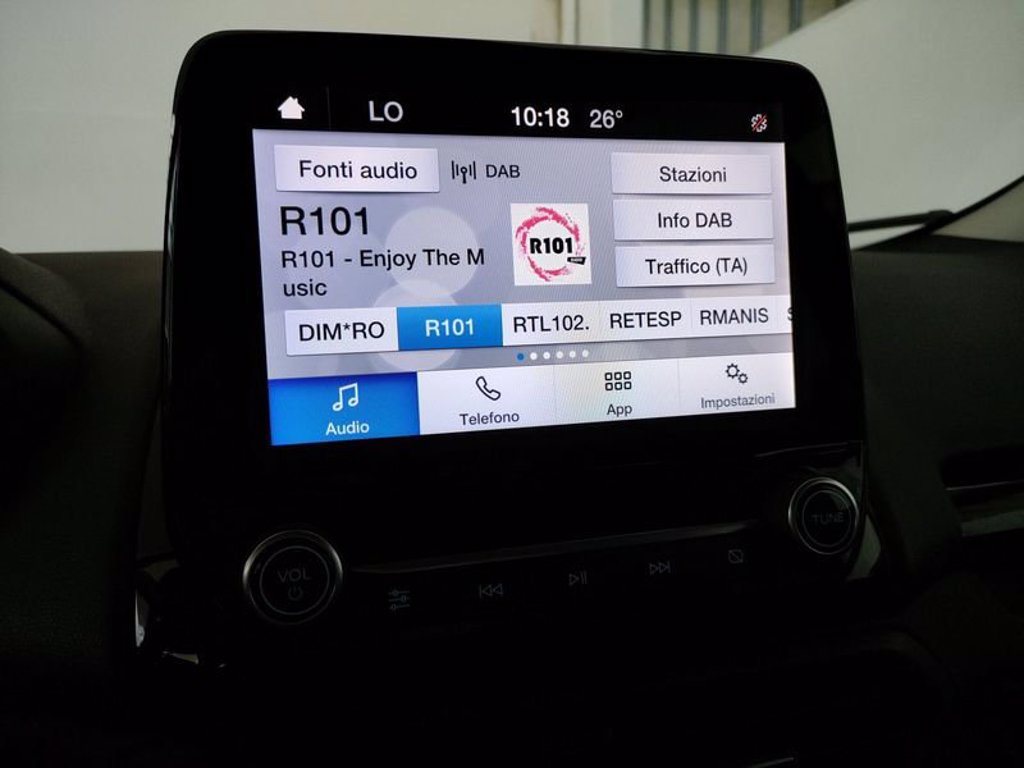 LO 10:18 26°
Fonti audio DAB Stazioni
R101 Info DAB
R101 - Enjoy The M
usic
R101
Traffico (TA)
DIM*RO R101 RTL102. RETESP RMANIS
Audio Telefono App Impostazioni
VOL
TUNE